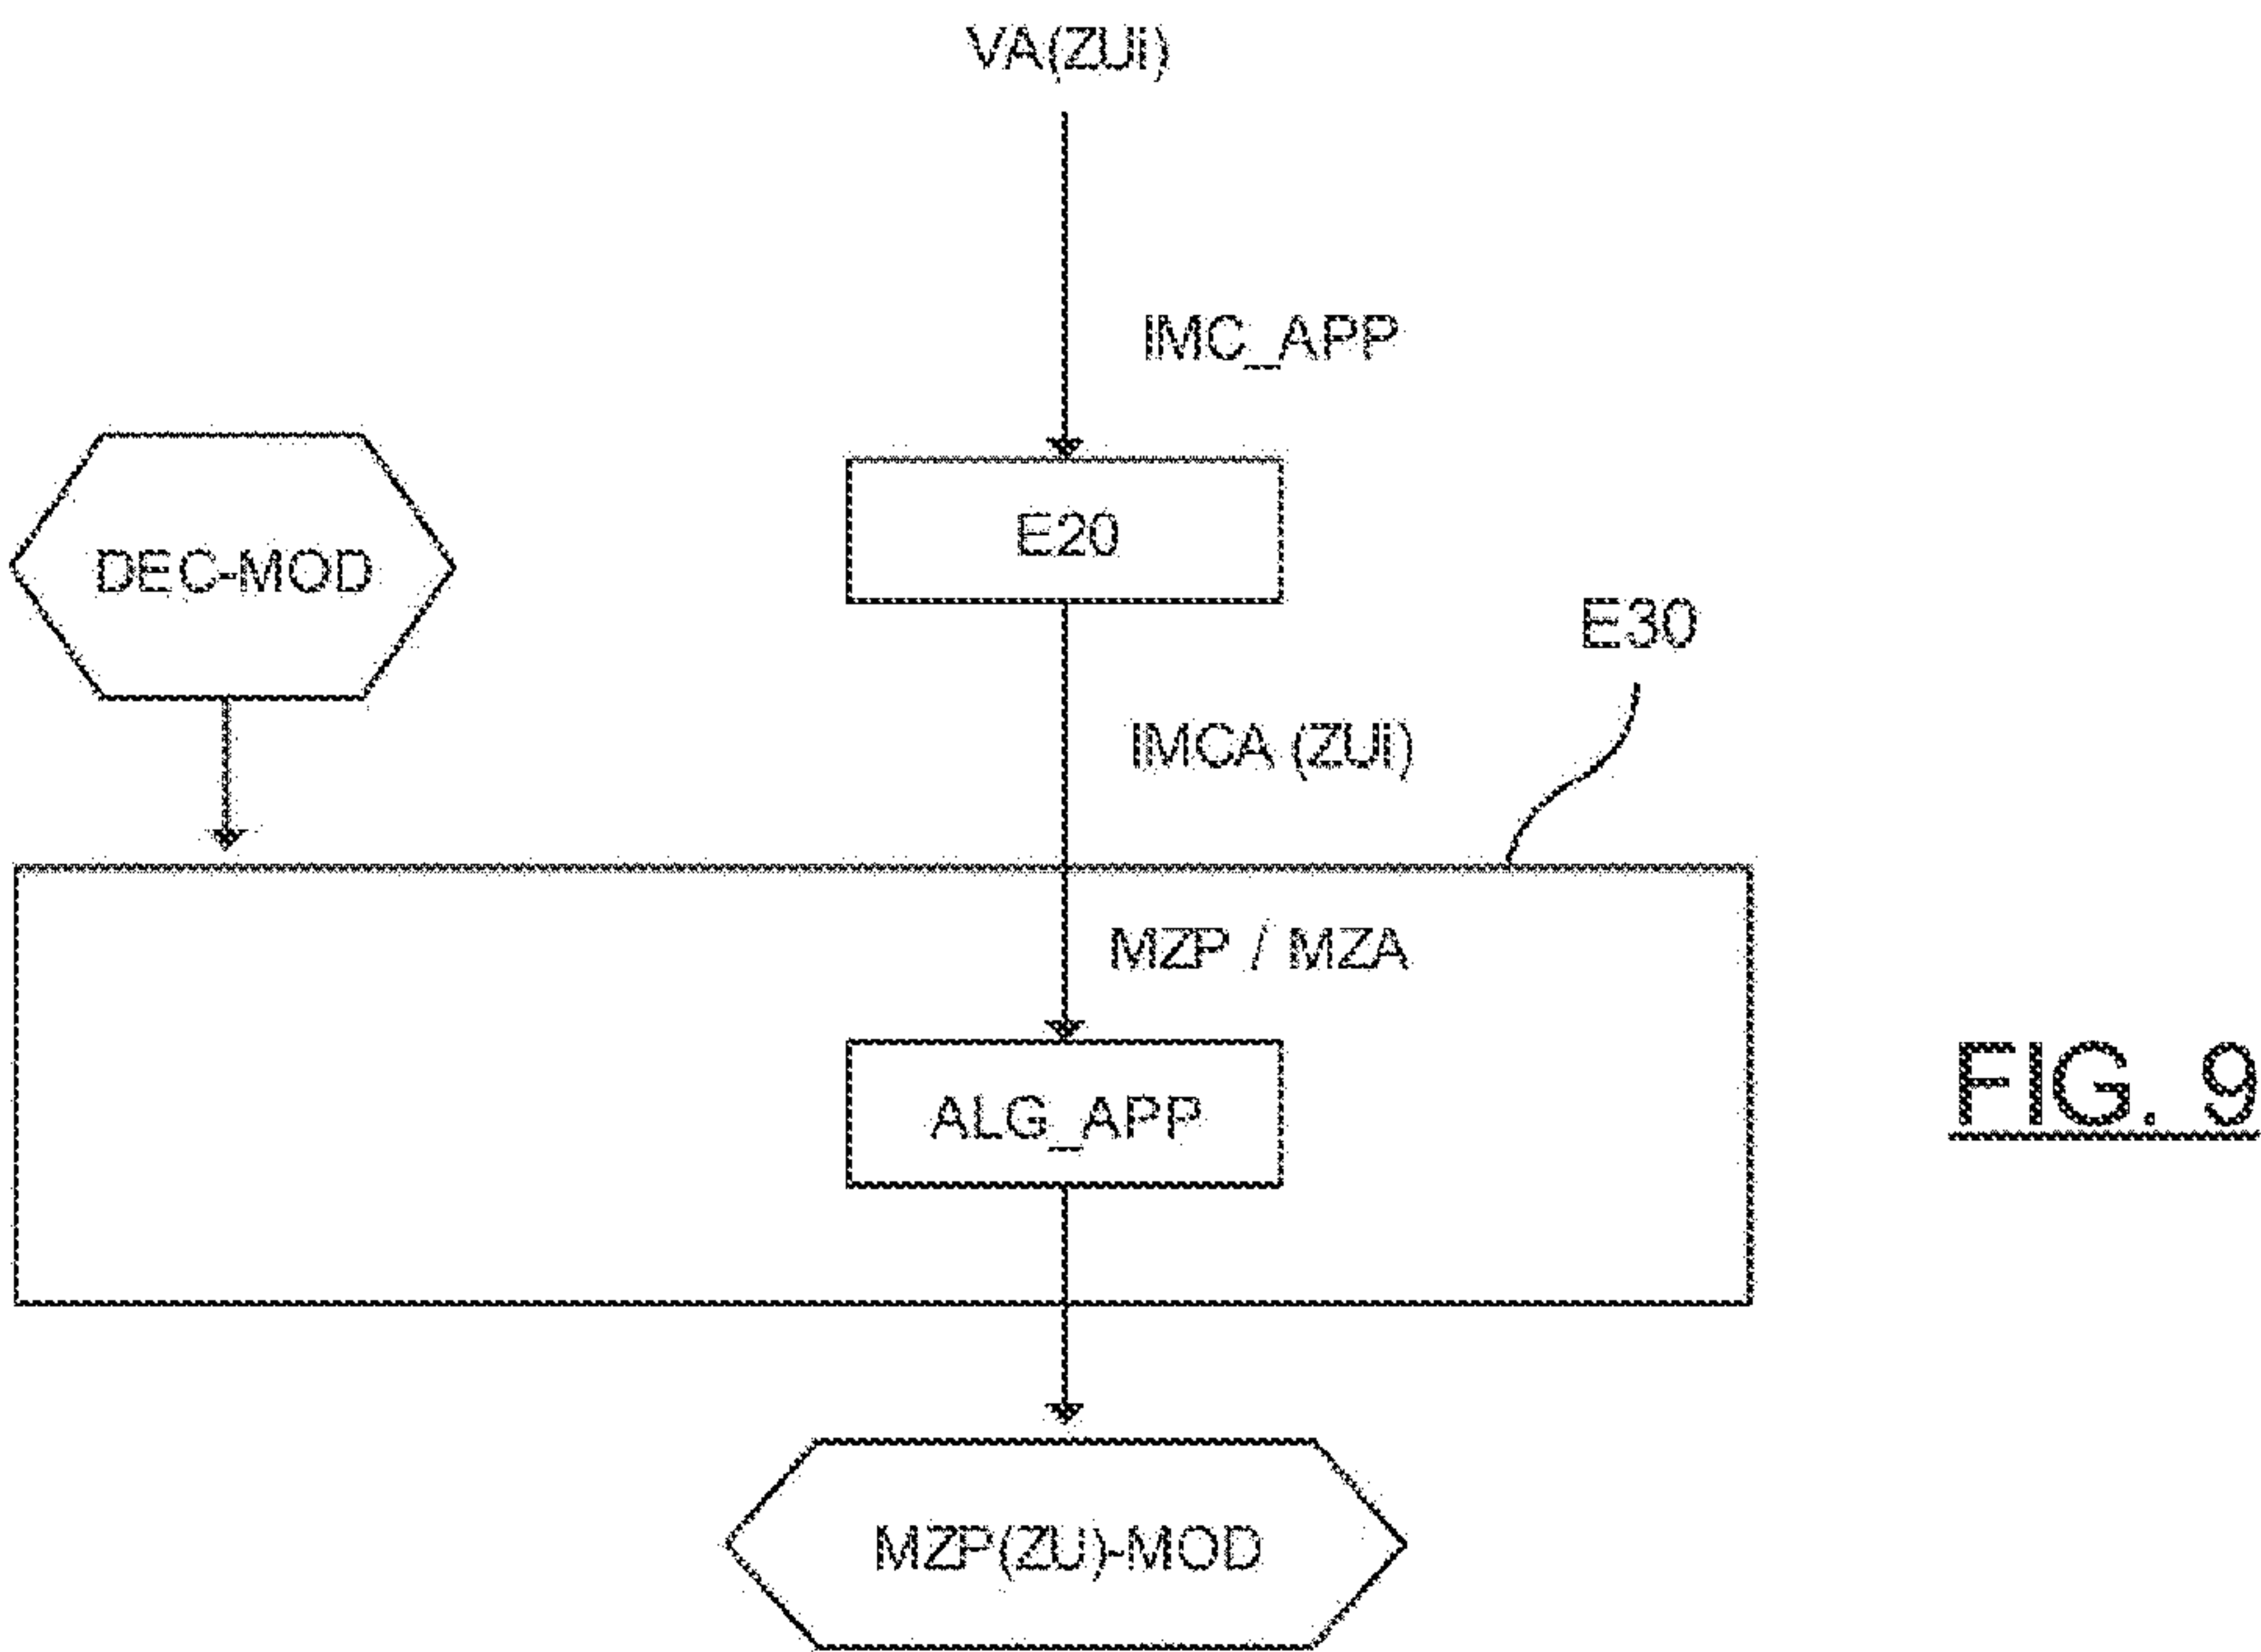 VA(ZUi)
IMC_APP
E20
DEC-MOD
E30
IMCA (ZUi)
MZP / MZA
ALG_APP
FIG. 9
MZP(ZU)-MOD